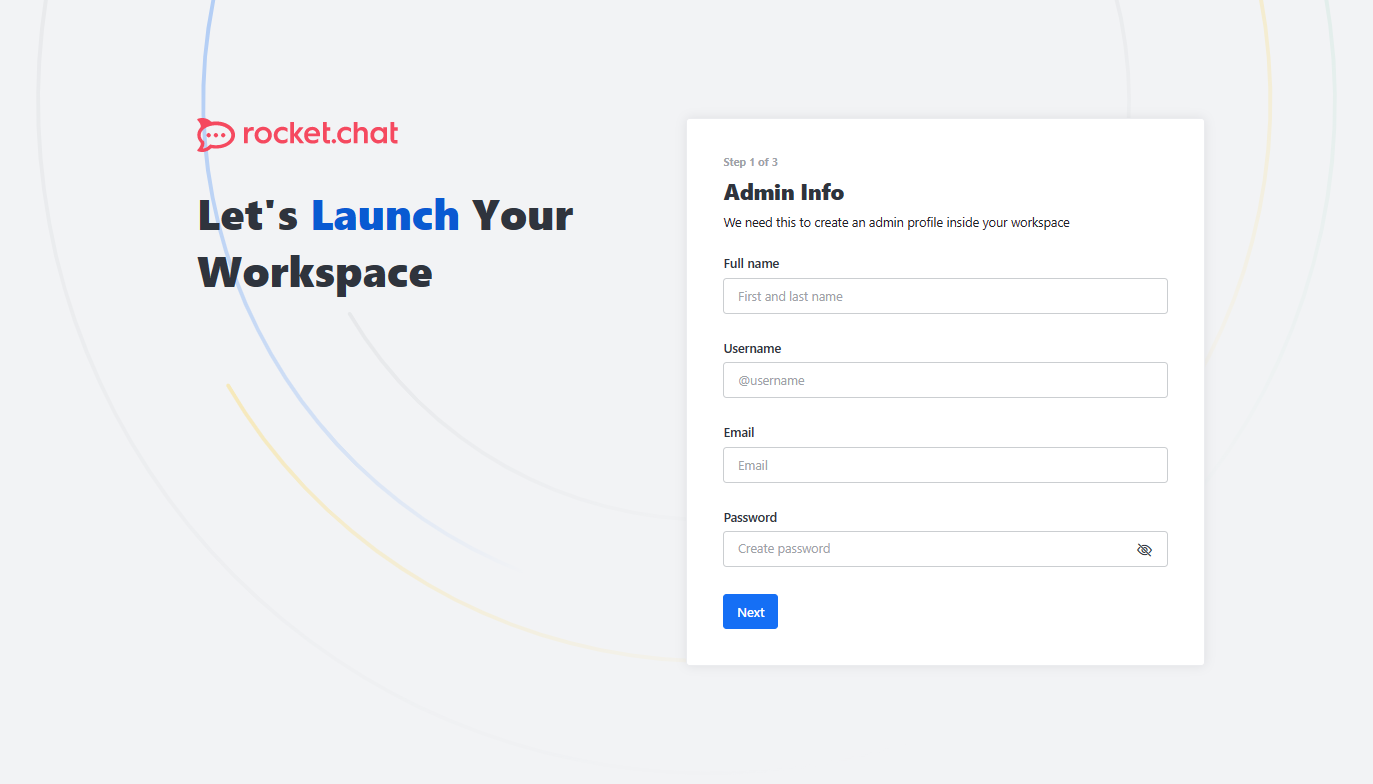 rocket.chat
Let's Launch Your
Workspace
Step 1 of 3
Admin Info
We need this to create an admin profile inside your workspace
Full name
First and last name
Username
@username
Email
Email
Password
Create password
Next